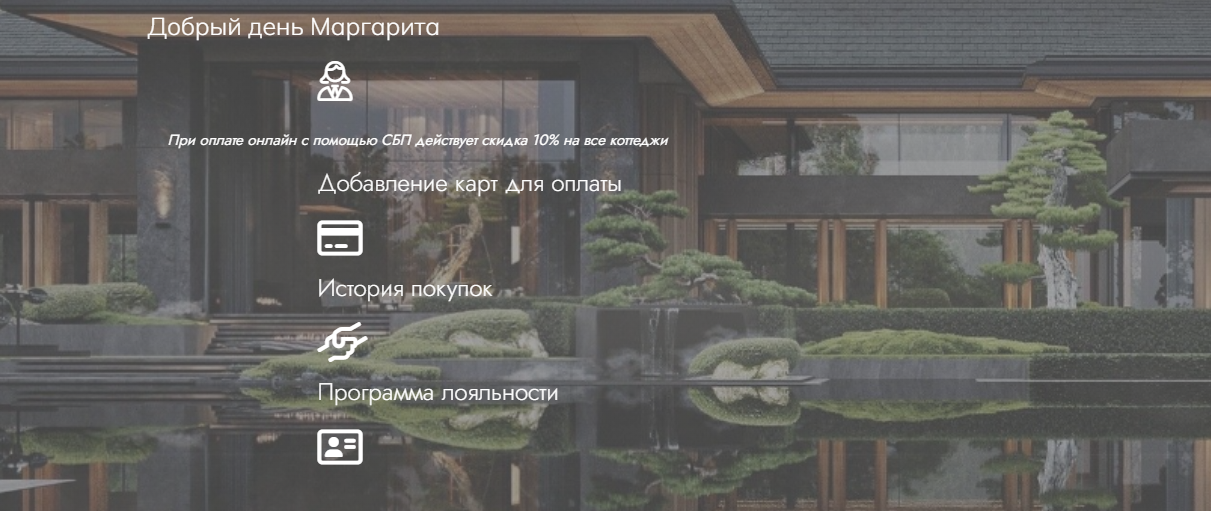 Добрый день Маргарита
При оплате онлайн с помощью СБП действует скидка 10% на все котеджи
Добавление карт для оплаты
История покупок
Программа лояльности